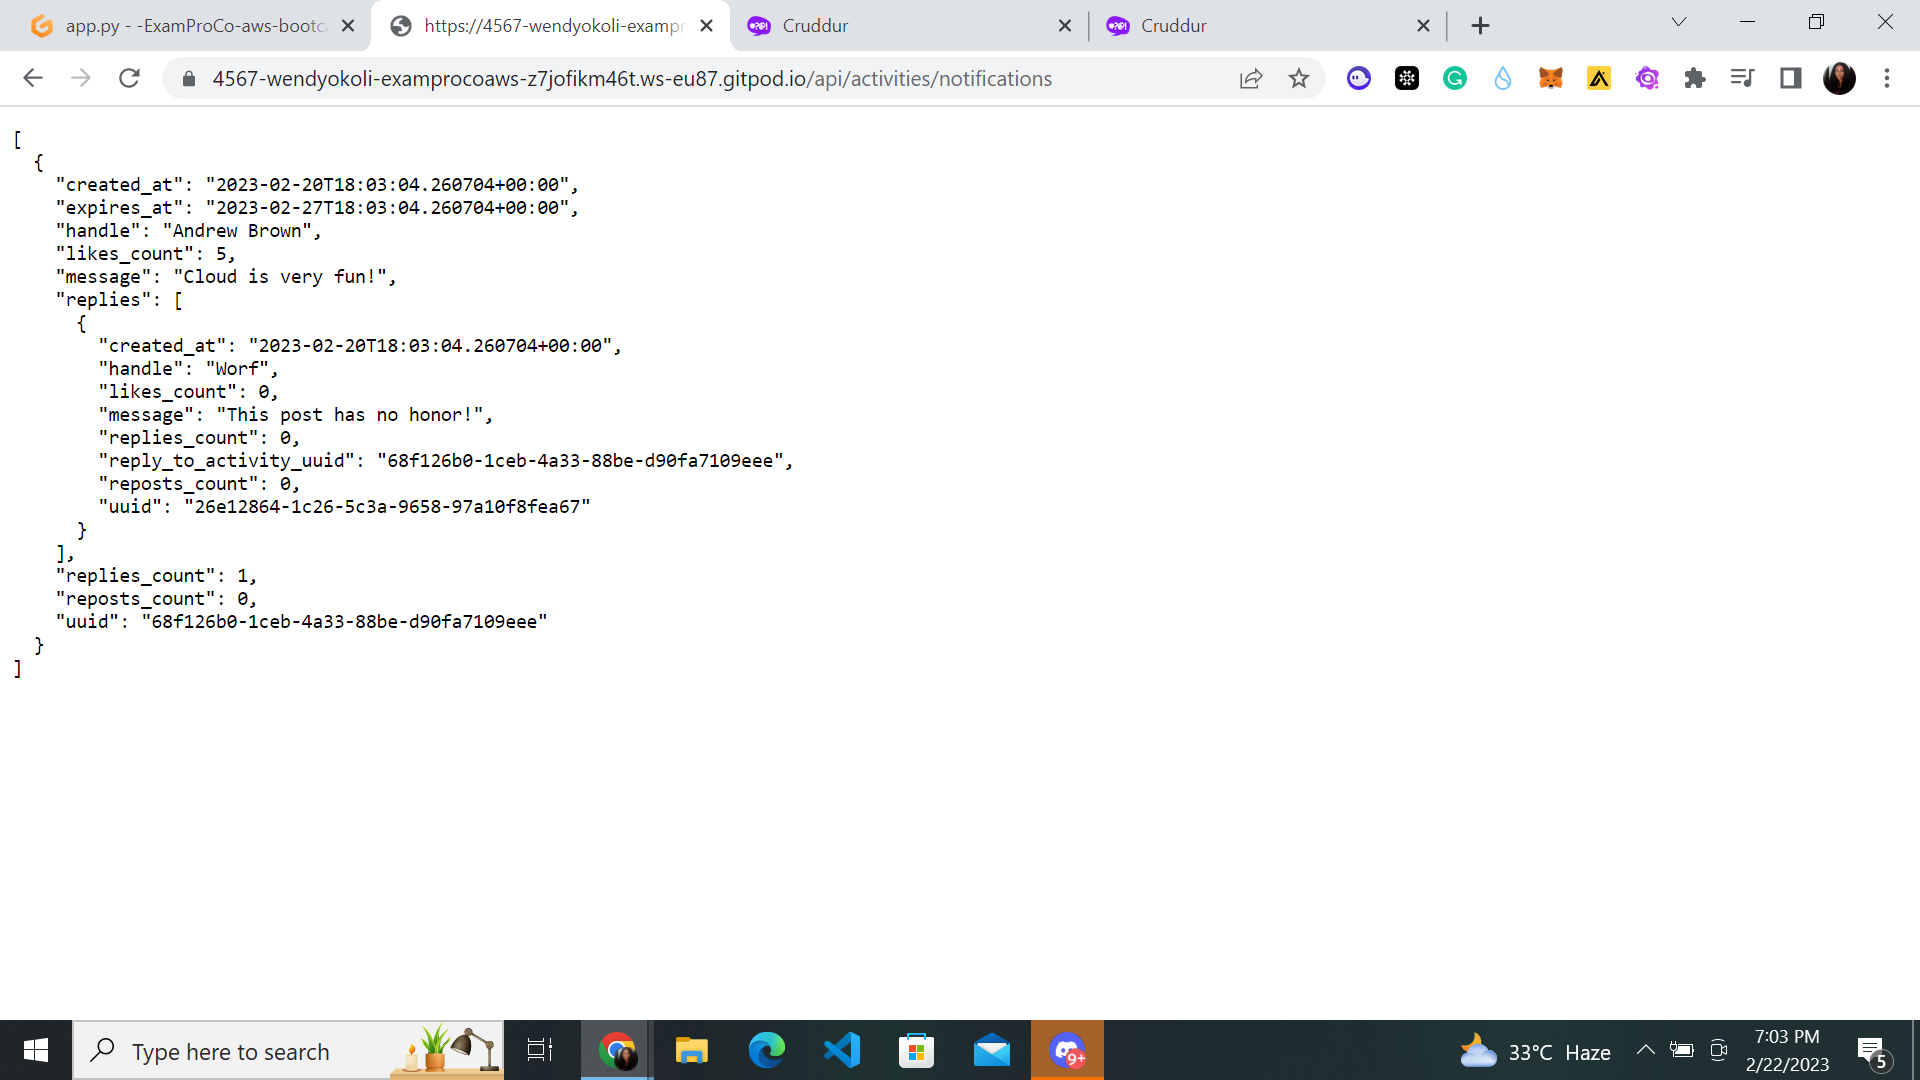 app.py - -ExamProCo-aws-bootc
https://4567-wendyokoli-exampr
Cruddur
Cruddur
4567-wendyokoli-examprocoaws-z7jofikm46t.ws-eu87.gitpod.io/api/activities/notifications
[
  {
    "created_at": "2023-02-20T18:03:04.260704+00:00",
    "expires_at": "2023-02-27T18:03:04.260704+00:00",
    "handle": "Andrew Brown",
    "likes_count": 5,
    "message": "Cloud is very fun!",
    "replies": [
      {
        "created_at": "2023-02-20T18:03:04.260704+00:00",
        "handle": "Worf",
        "likes_count": 0,
        "message": "This post has no honor!",
        "replies_count": 0,
        "reply_to_activity_uuid": "68f126b0-1ceb-4a33-88be-d90fa7109eee",
        "reposts_count": 0,
        "uuid": "26e12864-1c26-5c3a-9658-97a10f8fea67"
      }
    ],
    "replies_count": 1,
    "reposts_count": 0,
    "uuid": "68f126b0-1ceb-4a33-88be-d90fa7109eee"
  }
]
Type here to search
9+
33°C Haze
7:03 PM
2/22/2023
5